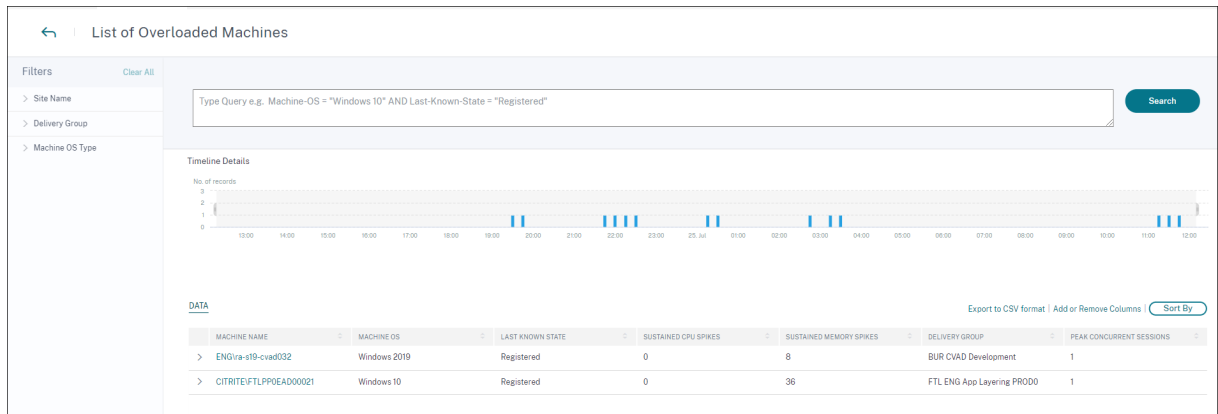 List of Overloaded Machines
Filters Clear All
Site Name
Delivery Group
Machine OS Type
Type Query e.g. Machine-OS = "Windows 10" AND Last-Known-State = "Registered"
Search
Timeline Details
No. of records
3
2
1
0
13:00 14:00 15:00 16:00 17:00 18:00 19:00 20:00 21:00 22:00 23:00 25. Jul 01:00 02:00 03:00 04:00 05:00 06:00 07:00 08:00 09:00 10:00 11:00 12:00
DATA
Export to CSV format | Add or Remove Columns | Sort By
MACHINE NAME MACHINE OS LAST KNOWN STATE SUSTAINED CPU SPIKES SUSTAINED MEMORY SPIKES DELIVERY GROUP PEAK CONCURRENT SESSIONS
ENG\ra-s19-cvad032 Windows 2019 Registered 0 8 BUR CVAD Development 1
CITRITE\FTLPP0EAD00021 Windows 10 Registered 0 36 FTL ENG App Layering PROD0 1